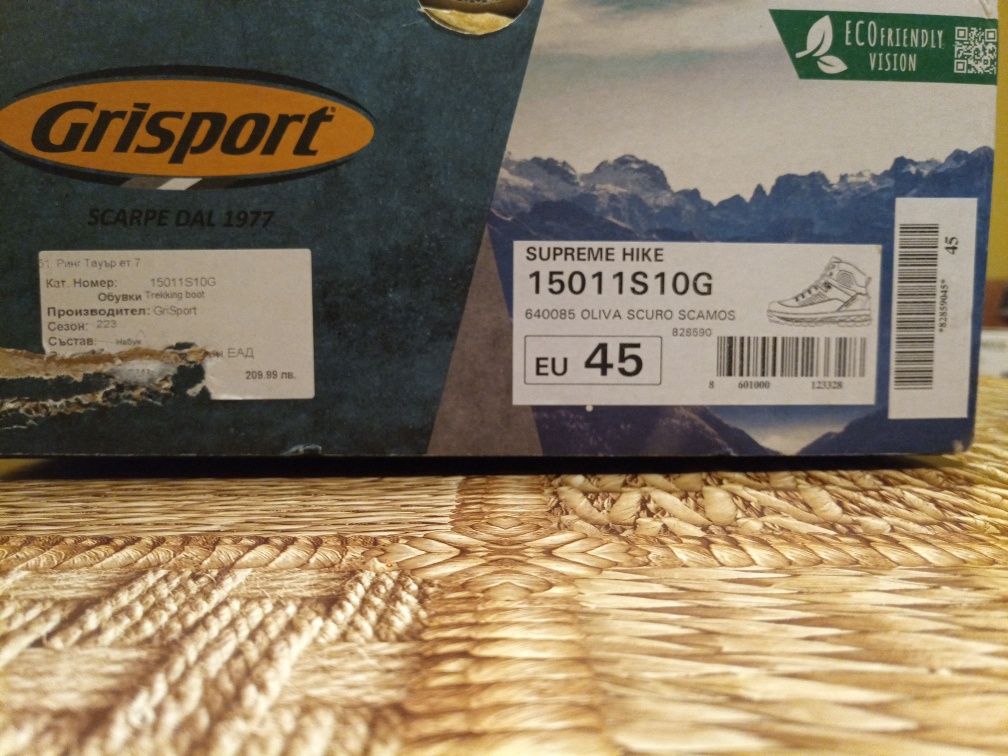 ECOFRIENDLY
VISION
Grisport
SCARPE DAL 1977
Ринг Тауър ет.7
Кат. Номер: 15011S10G
Обувки Trekking boot
Производител: GriSport
Сезон: 223
Състав: Набук
ЕАД
209.99 лв.
SUPREME HIKE
15011S10G
640085 OLIVA SCURO SCAMOS
828590
EU 45
8 601000 123328
45
*82859045*